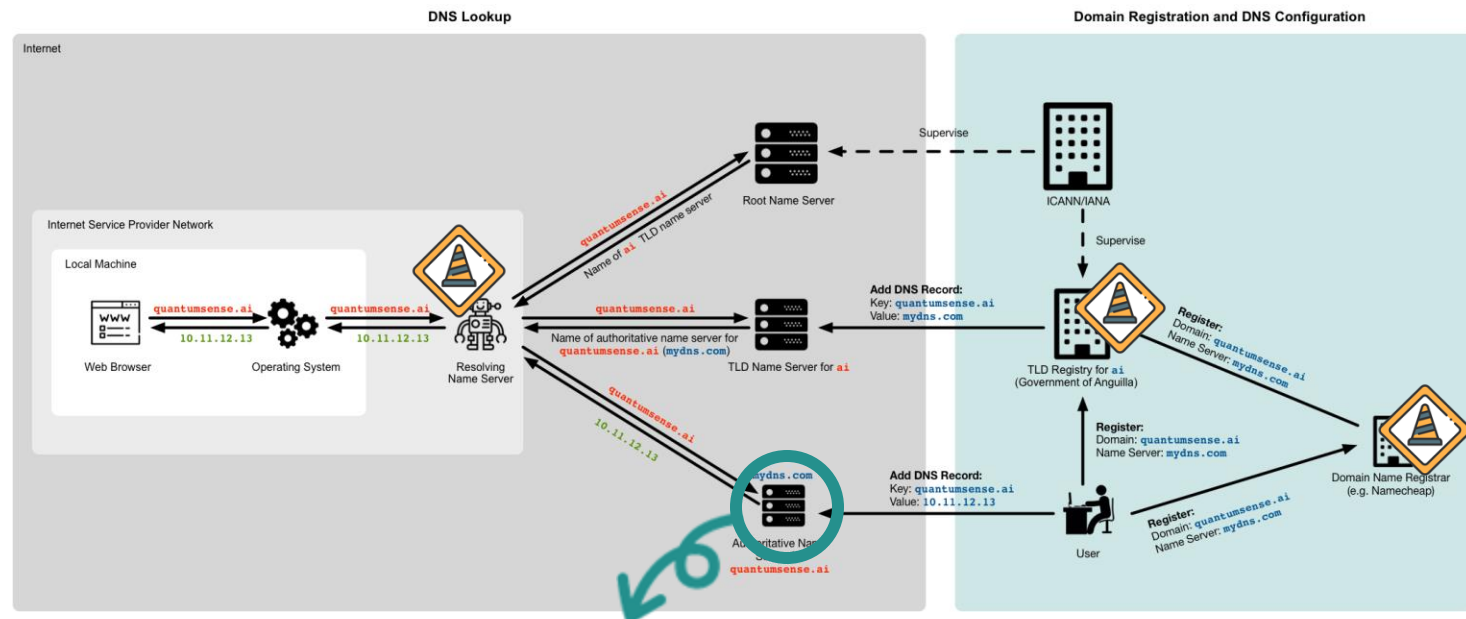 DNS Lookup
Domain Registration and DNS Configuration
Internet
Supervise
Root Name Server
ICANN/IANA
quantumsense.ai
Name of ai TLD name server
Internet Service Provider Network
Supervise
Local Machine
WWW
quantumsense.ai
10.11.12.13
quantumsense.ai
10.11.12.13
Web Browser
Operating System
Resolving
Name Server
quantumsense.ai
Name of authoritative name server for
quantumsense.ai (mydns.com)
TLD Name Server for ai
Add DNS Record:
Key: quantumsense.ai
Value: mydns.com
TLD Registry for ai
(Government of Anguilla)
Register:
Domain: quantumsense.ai
Name Server: mydns.com
quantumsense.ai
10.11.12.13
Register:
Domain: quantumsense.ai
Name Server: mydns.com
Domain Name Registrar
(e.g. Namecheap)
mydns.com
Add DNS Record:
Key: quantumsense.ai
Value: 10.11.12.13
Register:
Domain: quantumsense.ai
Name Server: mydns.com
User
quantumsense.ai